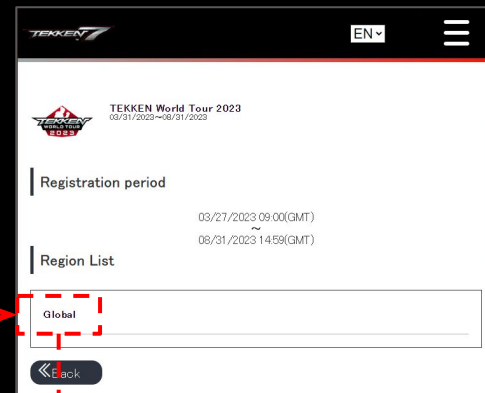 TEKKEN 7
EN
TEKKEN WORLD TOUR 2023
TEKKEN World Tour 2023
03/31/2023~08/31/2023
Registration period
03/27/2023 09:00(GMT)
~
08/31/2023 14:59(GMT)
Region List
Global
Back